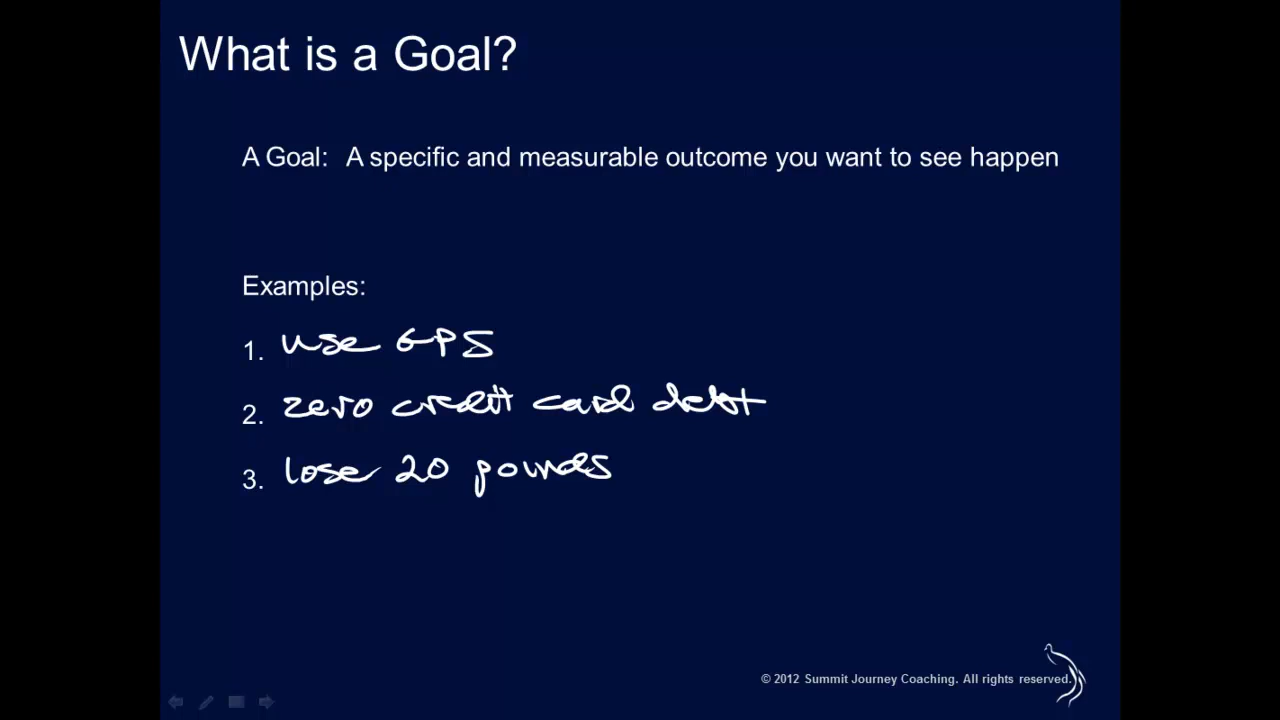 What is a Goal?
A Goal: A specific and measurable outcome you want to see happen
Examples:
1. use GPS
2. zero credit card debt
3. lose 20 pounds
© 2012 Summit Journey Coaching. All rights reserved.